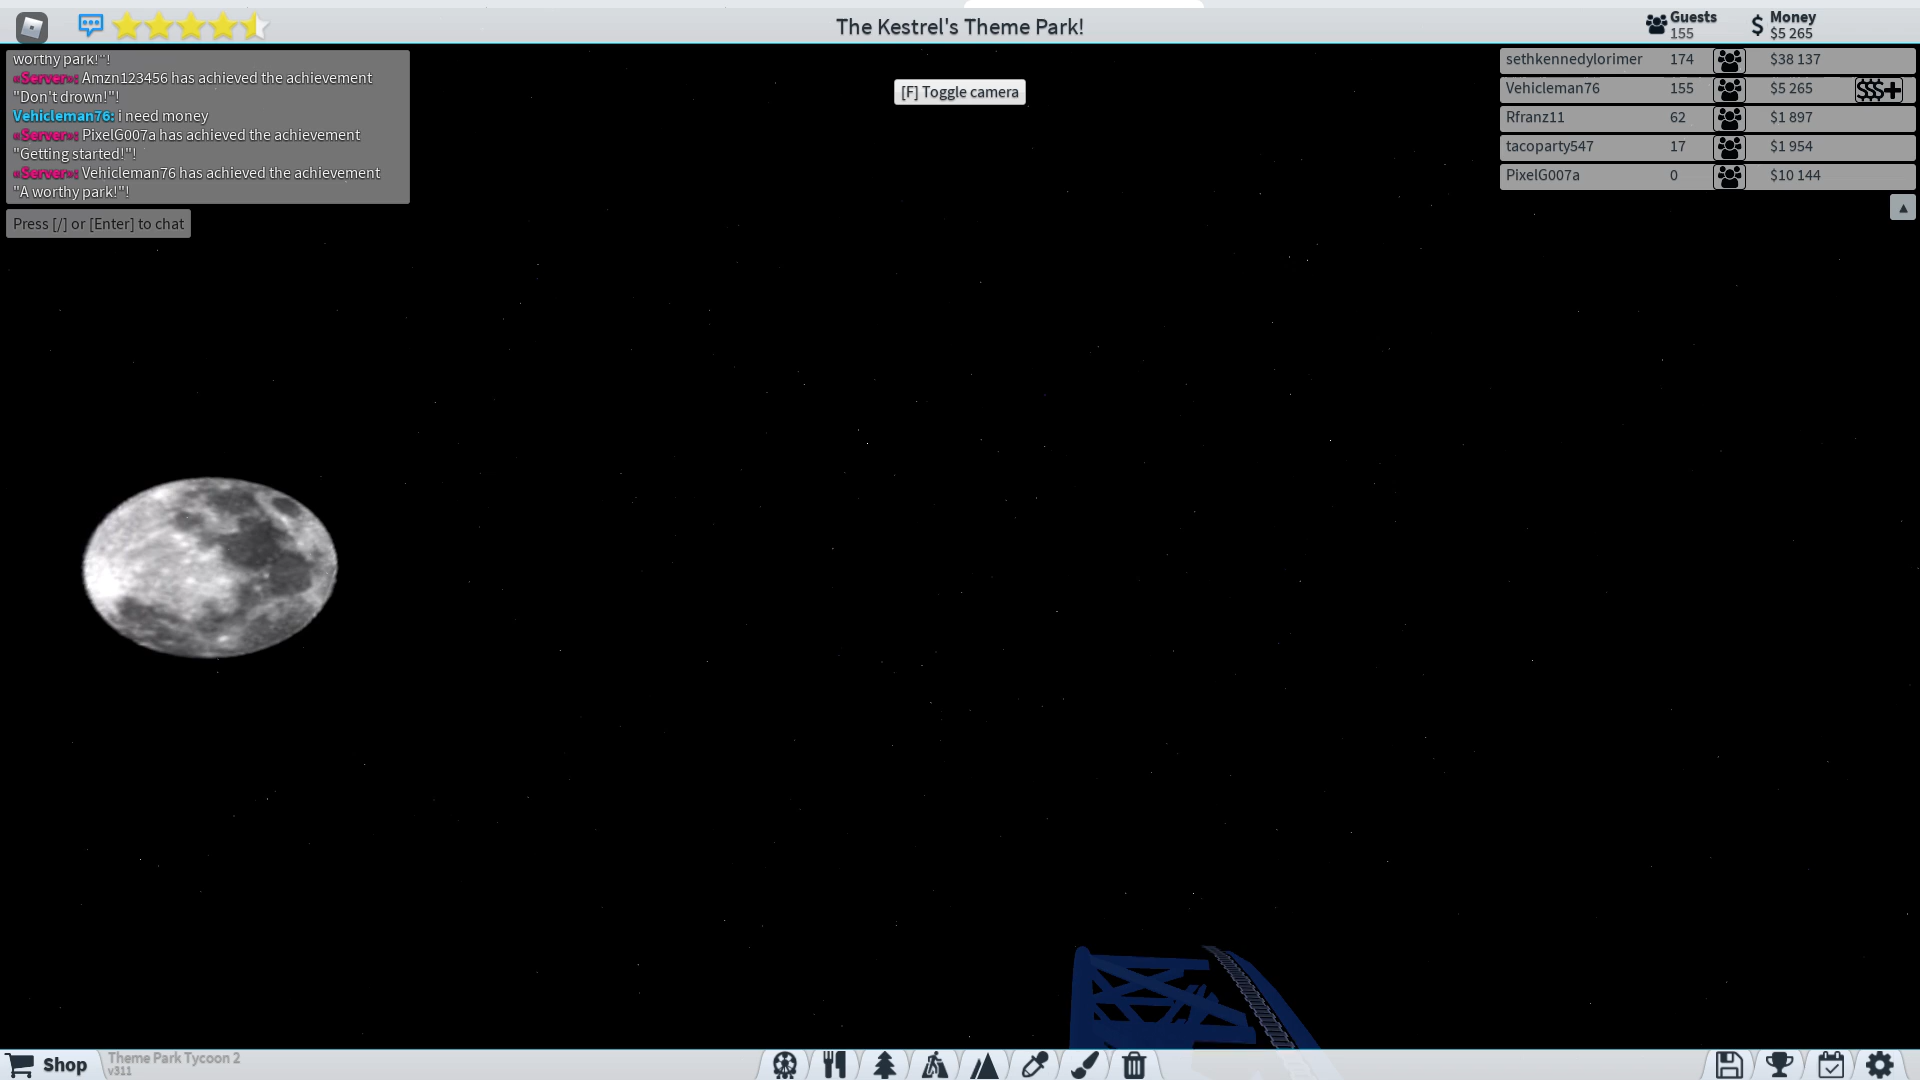 The Kestrel's Theme Park!
Guests
155
Money
$5 265
worthy park!"!
«Server»: Amzn123456 has achieved the achievement
"Don't drown!"!
Vehicleman76: i need money
«Server»: PixelG007a has achieved the achievement
"Getting started!"!
«Server»: Vehicleman76 has achieved the achievement
"A worthy park!"!
Press [/] or [Enter] to chat
[F] Toggle camera
sethkennedylorimer 174 $38 137
Vehicleman76 155 $5 265 $$$+
Rfranz11 62 $1 897
tacoparty547 17 $1 954
PixelG007a 0 $10 144
Shop
Theme Park Tycoon 2
v311